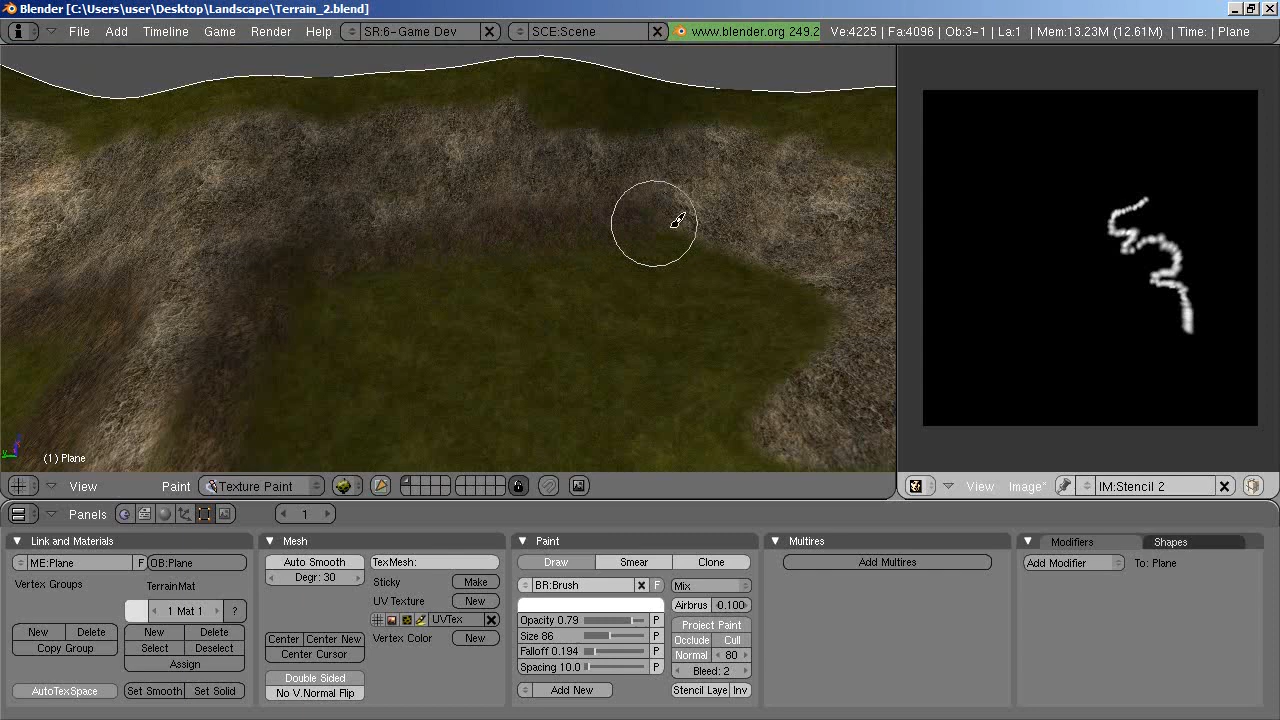 Blender [C:\Users\user\Desktop\Landscape\Terrain_2.blend]
File Add Timeline Game Render Help SR:6-Game Dev SCE:Scene www.blender.org 249.2 Ve:4225 | Fa:4096 | Ob:3-1 | La:1 | Mem:13.23M (12.61M) | Time: | Plane
(1) Plane
View Paint Texture Paint
View Image* IM:Stencil 2
Panels 1
Link and Materials
ME:Plane F OB:Plane
Vertex Groups TerrainMat
1 Mat 1 ?
New Delete New Delete
Copy Group Select Deselect
Assign
AutoTexSpace Set Smooth Set Solid
Mesh
Auto Smooth TexMesh:
Degr: 30 Sticky Make
UV Texture New
UVTex
Center Center New Vertex Color New
Center Cursor
Double Sided
No V.Normal Flip
Paint
Draw Smear Clone
BR:Brush F Mix
Airbrus 0.100
Opacity 0.79 P Project Paint
Size 86 P Occlude Cull
Falloff 0.194 P Normal 80
Spacing 10.0 P Bleed: 2
Add New Stencil Laye Inv
Multires
Add Multires
Modifiers Shapes
Add Modifier To: Plane